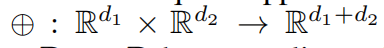 ⊕ : ℝ^{d_1} × ℝ^{d_2} → ℝ^{d_1+d_2}